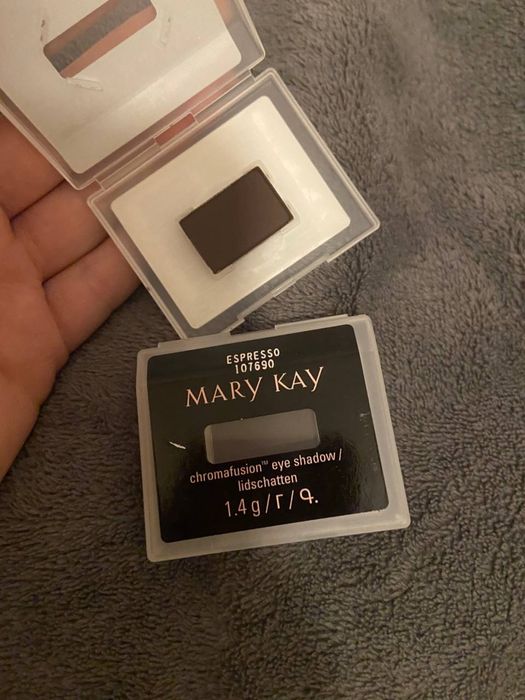 ESPRESSO
107690
MARY KAY
chromafusion™ eye shadow /
lidschatten
1.4 g / г / գ.